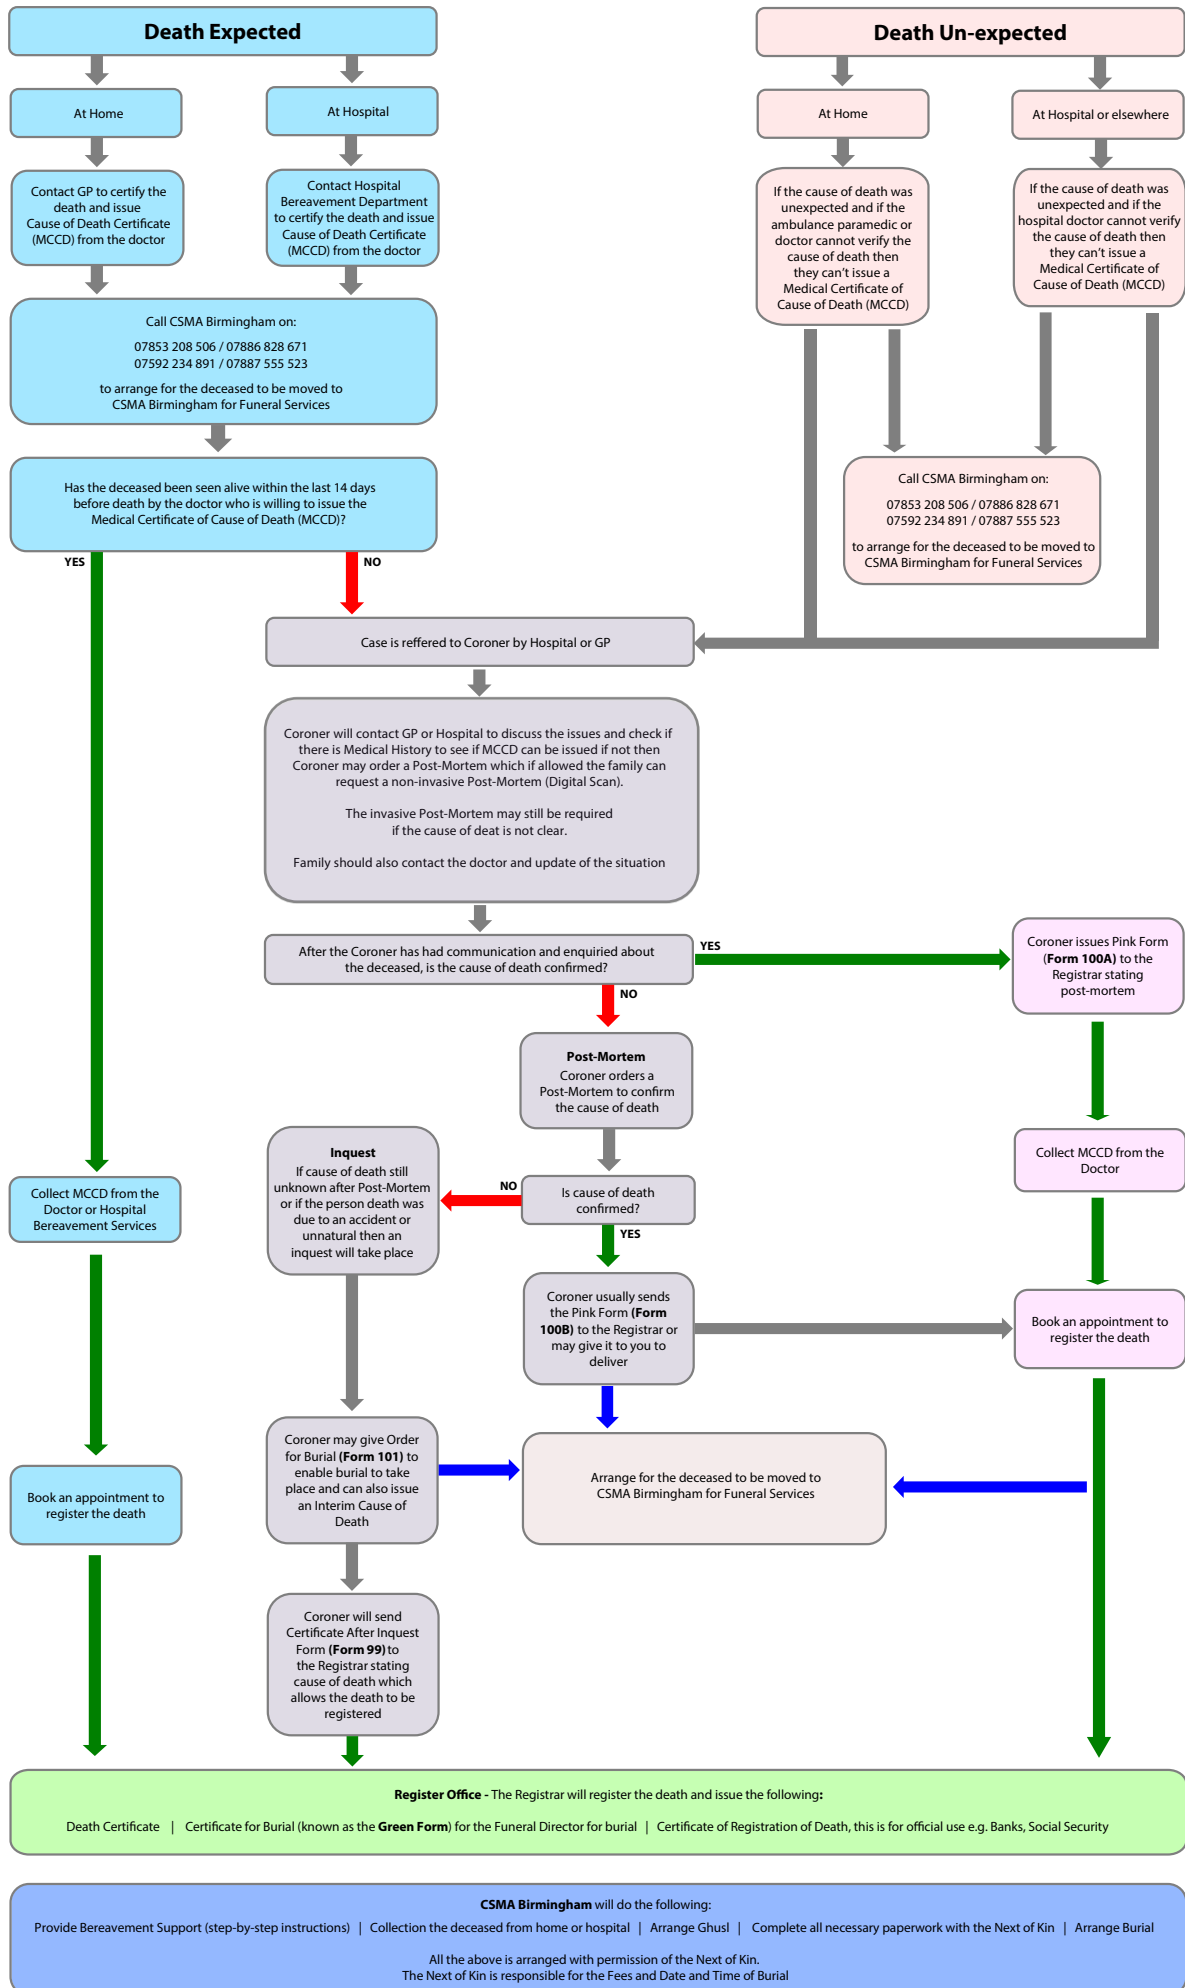 Death Expected
Death Un-expected
At Home
At Hospital
At Home
At Hospital or elsewhere
Contact GP to certify the
death and issue
Cause of Death Certificate
(MCCD) from the doctor
Contact Hospital
Bereavement Department
to certify the death and issue
Cause of Death Certificate
(MCCD) from the doctor
If the cause of death was
unexpected and if the
ambulance paramedic or
doctor cannot verify the
cause of death then
they can't issue a
Medical Certificate of
Cause of Death (MCCD)
If the cause of death was
unexpected and if the
hospital doctor cannot verify
the cause of death then
they can't issue a
Medical Certificate of
Cause of Death (MCCD)
Call CSMA Birmingham on:
07853 208 506 / 07886 828 671
07592 234 891 / 07887 555 523
to arrange for the deceased to be moved to
CSMA Birmingham for Funeral Services
Call CSMA Birmingham on:
07853 208 506 / 07886 828 671
07592 234 891 / 07887 555 523
to arrange for the deceased to be moved to
CSMA Birmingham for Funeral Services
Has the deceased been seen alive within the last 14 days
before death by the doctor who is willing to issue the
Medical Certificate of Cause of Death (MCCD)?
YES
NO
Case is reffered to Coroner by Hospital or GP
Coroner will contact GP or Hospital to discuss the issues and check if
there is Medical History to see if MCCD can be issued if not then
Coroner may order a Post-Mortem which if allowed the family can
request a non-invasive Post-Mortem (Digital Scan).
The invasive Post-Mortem may still be required
if the cause of deat is not clear.
Family should also contact the doctor and update of the situation
After the Coroner has had communication and enquiried about
the deceased, is the cause of death confirmed?
YES
NO
Coroner issues Pink Form
(Form 100A) to the
Registrar stating
post-mortem
Post-Mortem
Coroner orders a
Post-Mortem to confirm
the cause of death
Inquest
If cause of death still
unknown after Post-Mortem
or if the person death was
due to an accident or
unnatural then an
inquest will take place
NO
Is cause of death
confirmed?
YES
Collect MCCD from the
Doctor
Collect MCCD from the
Doctor or Hospital
Bereavement Services
Coroner usually sends
the Pink Form (Form
100B) to the Registrar or
may give it to you to
deliver
Book an appointment to
register the death
Coroner may give Order
for Burial (Form 101) to
enable burial to take
place and can also issue
an Interim Cause of
Death
Arrange for the deceased to be moved to
CSMA Birmingham for Funeral Services
Book an appointment to
register the death
Coroner will send
Certificate After Inquest
Form (Form 99) to
the Registrar stating
cause of death which
allows the death to be
registered
Register Office - The Registrar will register the death and issue the following:
Death Certificate | Certificate for Burial (known as the Green Form) for the Funeral Director for burial | Certificate of Registration of Death, this is for official use e.g. Banks, Social Security
CSMA Birmingham will do the following:
Provide Bereavement Support (step-by-step instructions) | Collection the deceased from home or hospital | Arrange Ghusl | Complete all necessary paperwork with the Next of Kin | Arrange Burial
All the above is arranged with permission of the Next of Kin.
The Next of Kin is responsible for the Fees and Date and Time of Burial